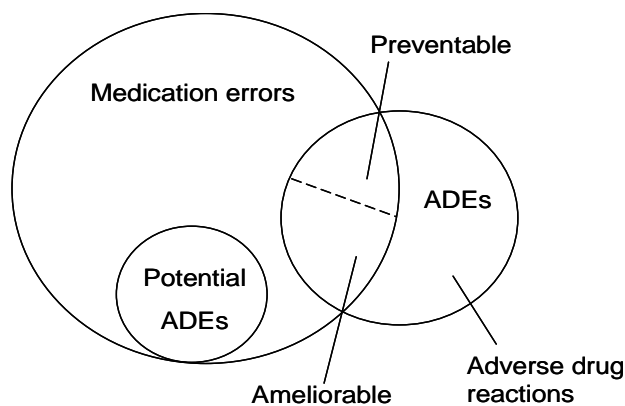 Preventable
Medication errors
ADEs
Potential
ADEs
Adverse drug
reactions
Ameliorable